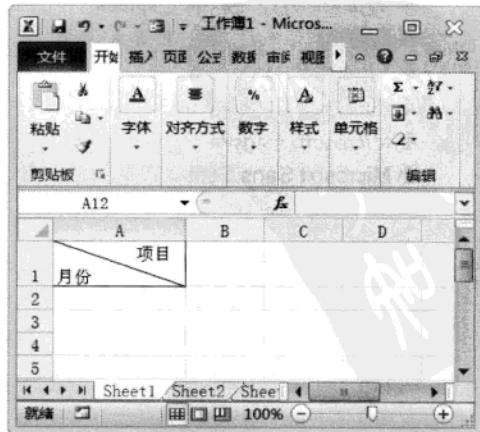 工作簿1 - Micros...
文件 开始 插入 页面 公式 数据 审阅 视图
粘贴 字体 对齐方式 数字 样式 单元格
剪贴板 编辑
A12 fx
A B C D
项目
1 月份
2
3
4
5
Sheet1 Sheet2 Shee
就绪 100%